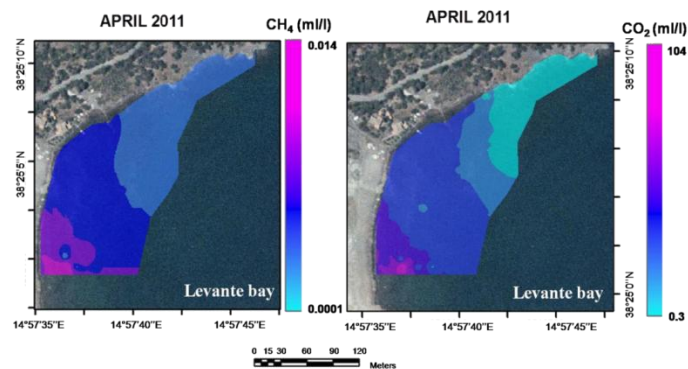 APRIL 2011
CH4 (ml/l)
0.014
0.0001
38°25'10"N
38°25'5"N
Levante bay
14°57'35"E
14°57'40"E
14°57'45"E
APRIL 2011
CO2 (ml/l)
104
0.3
38°25'10"N
38°25'5"N
38°25'0"N
Levante bay
14°57'35"E
14°57'40"E
14°57'45"E
0 15 30 60 90 120
Meters